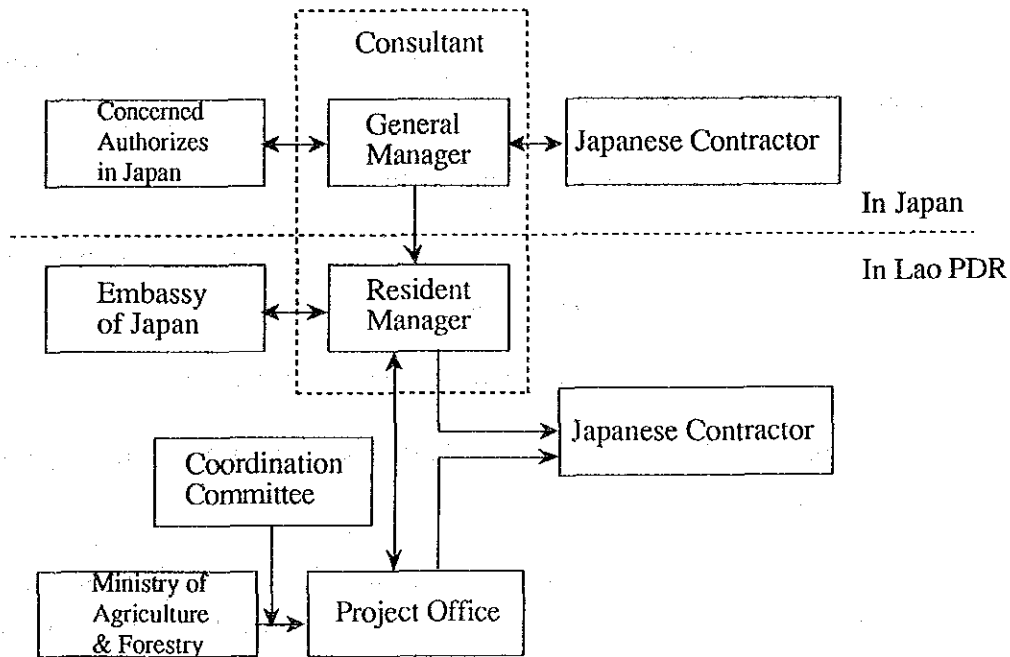 Consultant
Concerned
Authorizes
in Japan
General
Manager
Japanese Contractor
In Japan
In Lao PDR
Embassy
of Japan
Resident
Manager
Japanese Contractor
Coordination
Committee
Ministry of
Agriculture
& Forestry
Project Office